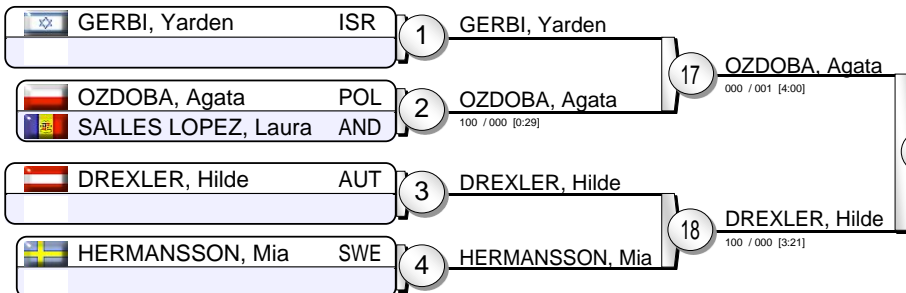 GERBI, Yarden ISR
1
GERBI, Yarden
OZDOBA, Agata POL
SALLES LOPEZ, Laura AND
2
OZDOBA, Agata
100 / 000 [0:29]
17
OZDOBA, Agata
000 / 001 [4:00]
DREXLER, Hilde AUT
3
DREXLER, Hilde
HERMANSSON, Mia SWE
4
HERMANSSON, Mia
18
DREXLER, Hilde
100 / 000 [3:21]